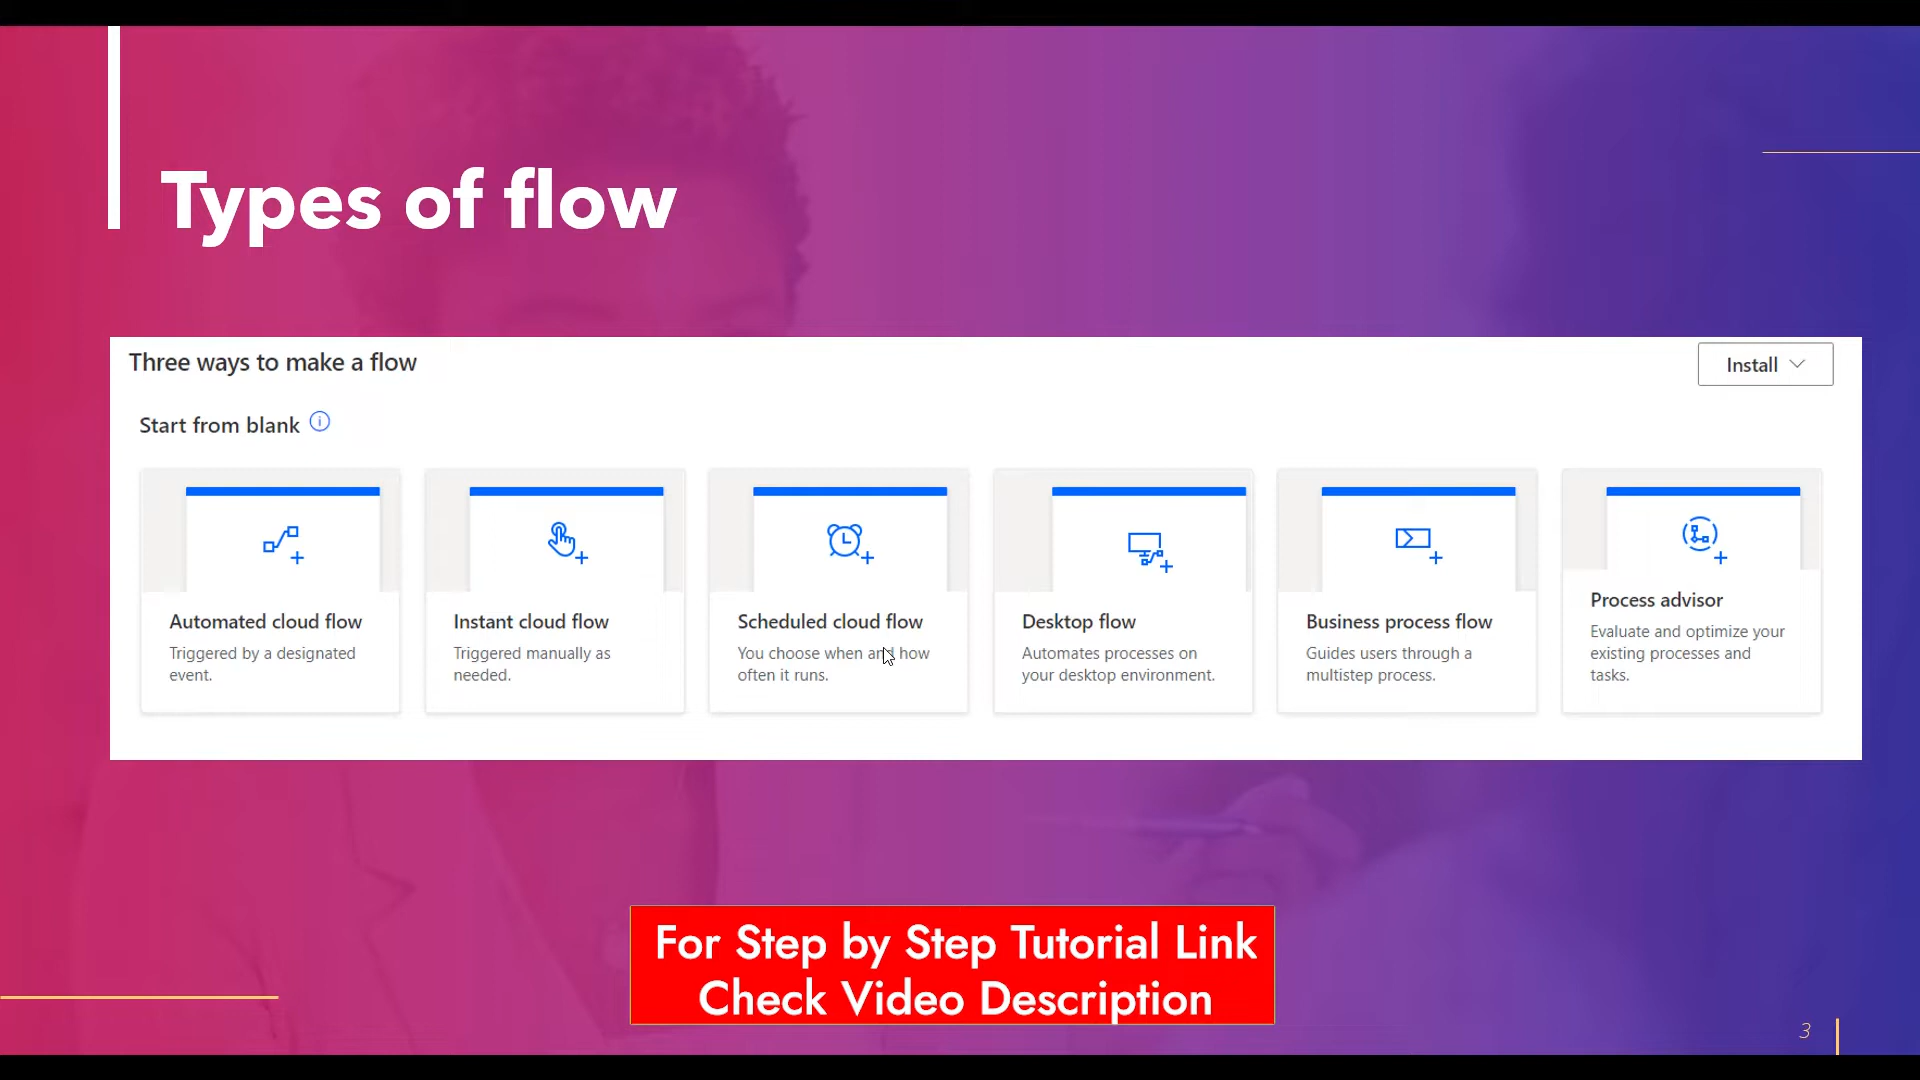 Types of flow
Three ways to make a flow
Install
Start from blank
Automated cloud flow
Triggered by a designated
event.
Instant cloud flow
Triggered manually as
needed.
Scheduled cloud flow
You choose when and how
often it runs.
Desktop flow
Automates processes on
your desktop environment.
Business process flow
Guides users through a
multistep process.
Process advisor
Evaluate and optimize your
existing processes and
tasks.
For Step by Step Tutorial Link
Check Video Description
3